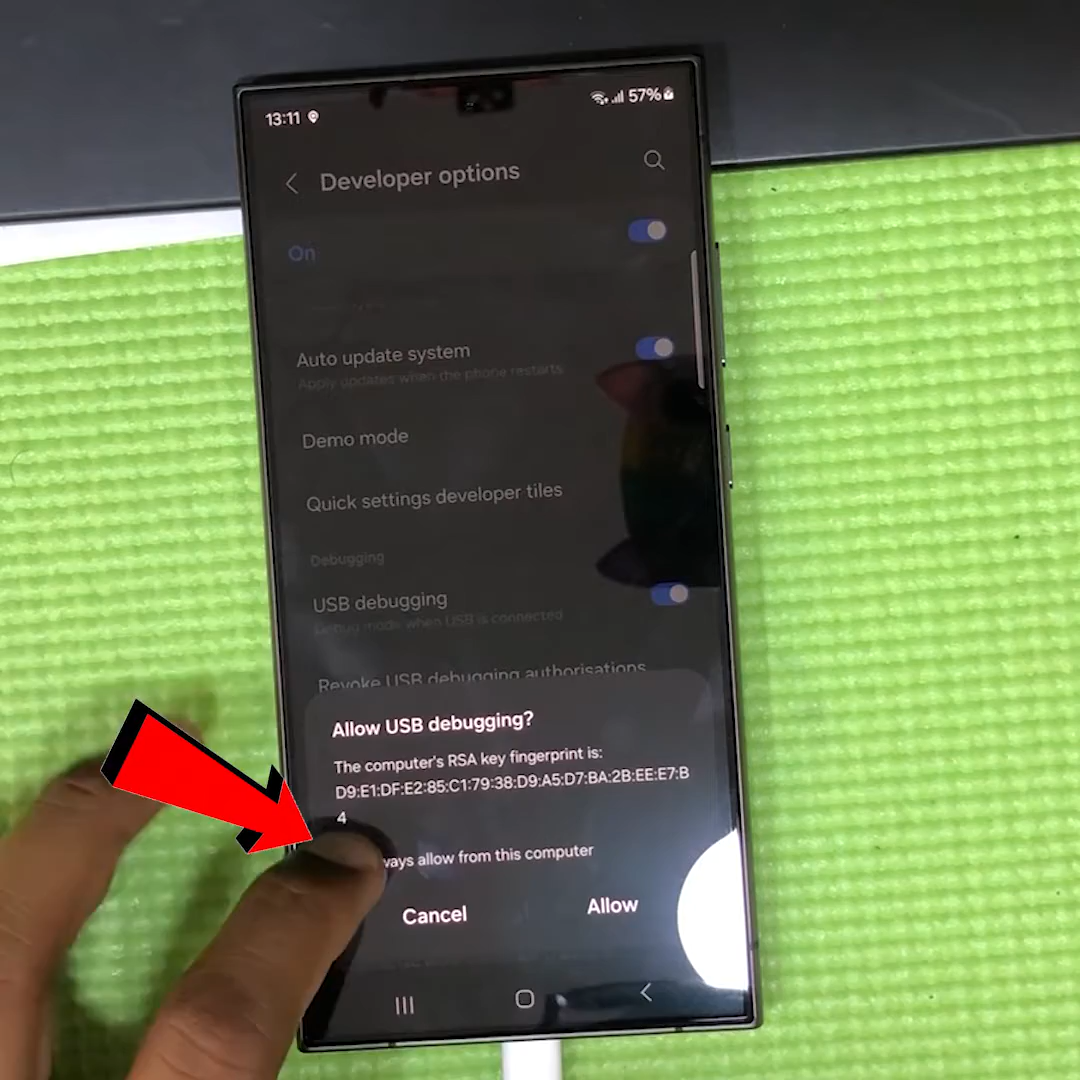 13:11
57%
Developer options
On
Auto update system
Apply updates when the phone restarts
Demo mode
Quick settings developer tiles
Debugging
USB debugging
Debug mode when USB is connected
Revoke USB debugging authorisations
Allow USB debugging?
The computer's RSA key fingerprint is:
D9:E1:DF:E2:85:C1:79:38:D9:A5:D7:BA:2B:EE:E7:B
4
ways allow from this computer
Cancel
Allow